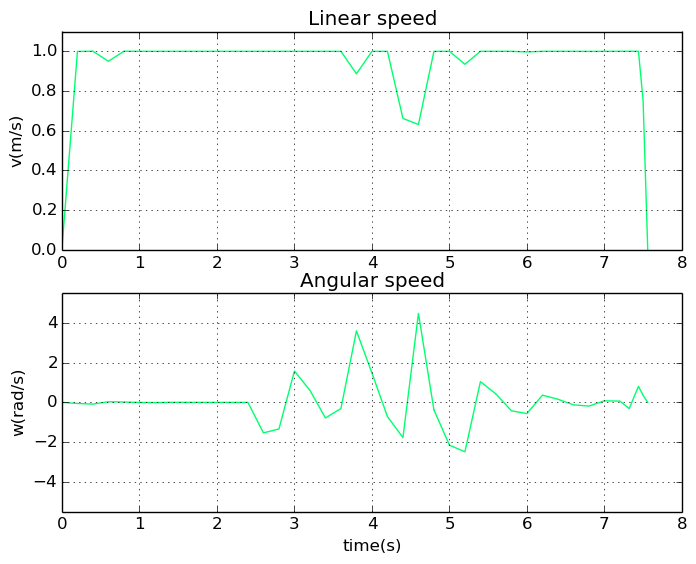 Linear speed
v(m/s)
1.0
0.8
0.6
0.4
0.2
0.0
0 1 2 3 4 5 6 7 8
Angular speed
w(rad/s)
4
2
0
−2
−4
0 1 2 3 4 5 6 7 8
time(s)